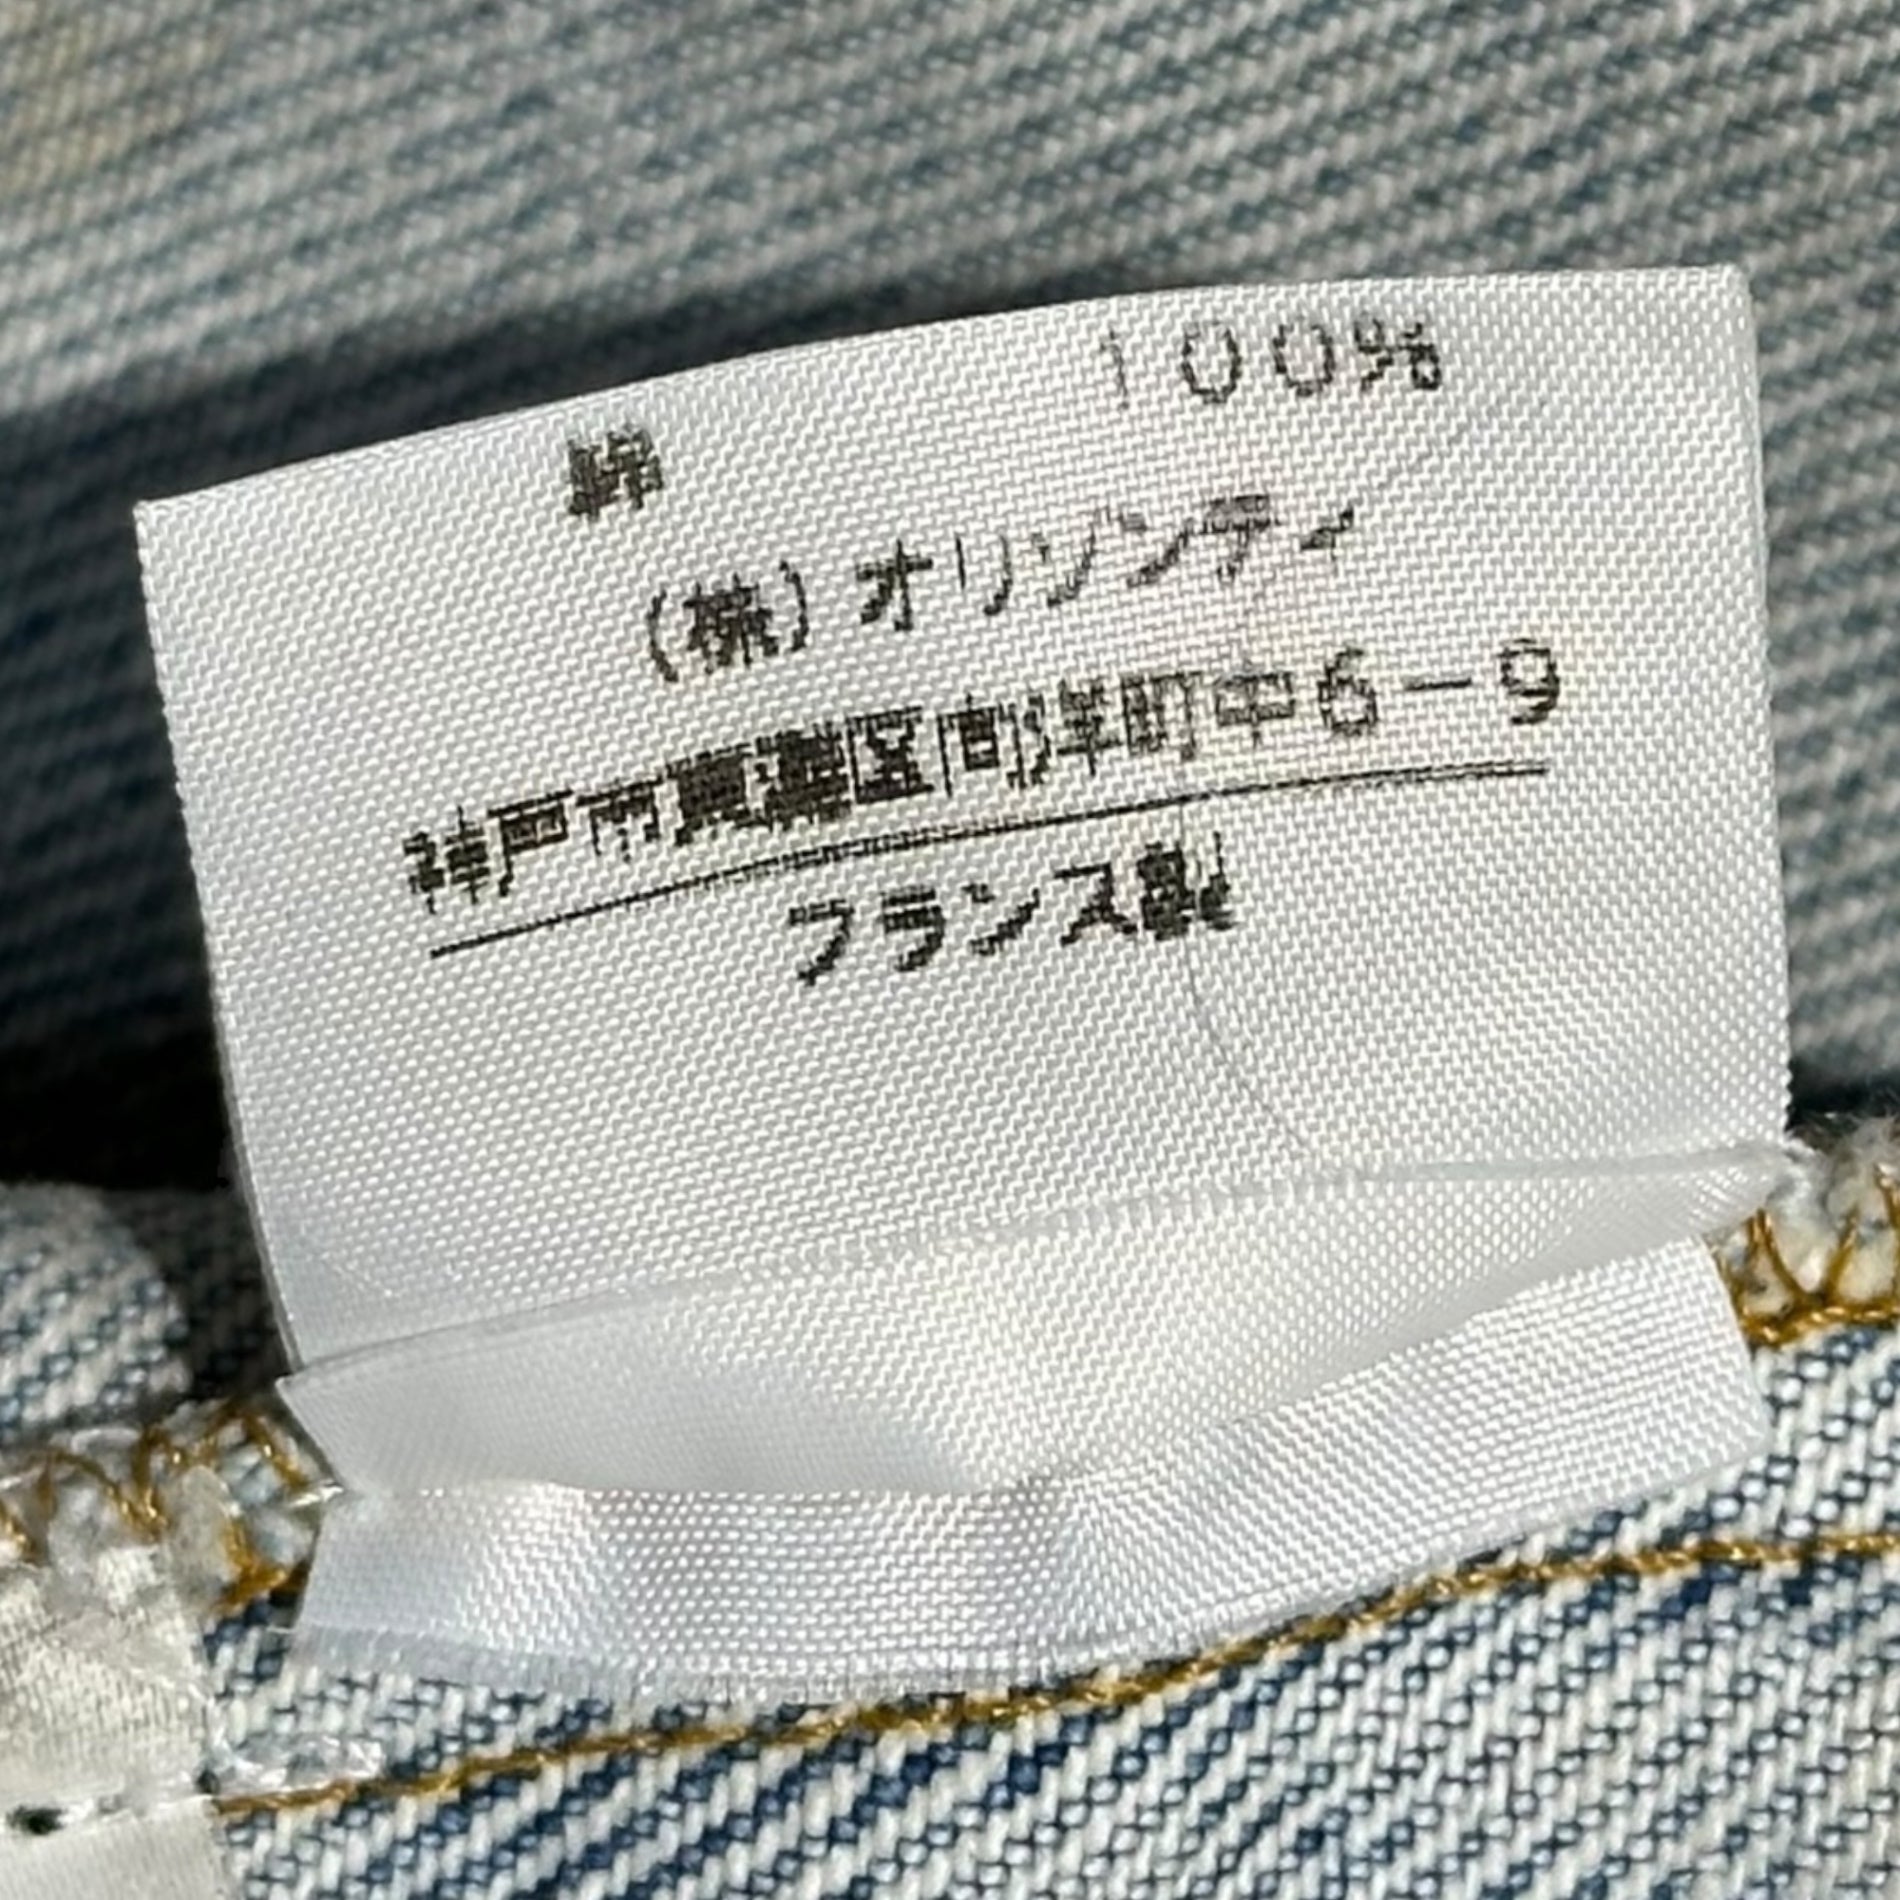 綿 100%
(株)オリゾンティ
神戸市東灘区向洋町中6-9
フランス製